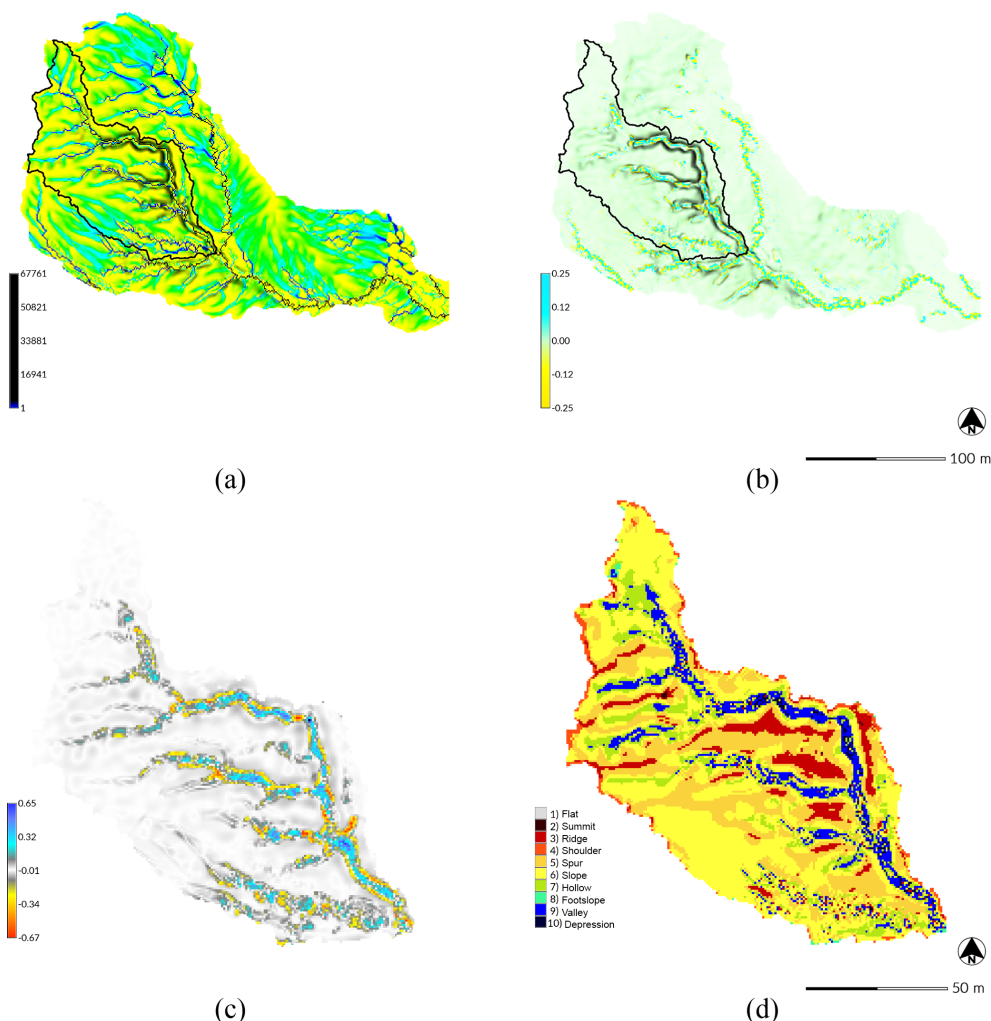 67761
50821
33881
16941
1
(a)
0.25
0.12
0.00
-0.12
-0.25
N
100 m
(b)
0.65
0.32
-0.01
-0.34
-0.67
(c)
1) Flat
2) Summit
3) Ridge
4) Shoulder
5) Spur
6) Slope
7) Hollow
8) Footslope
9) Valley
10) Depression
N
50 m
(d)